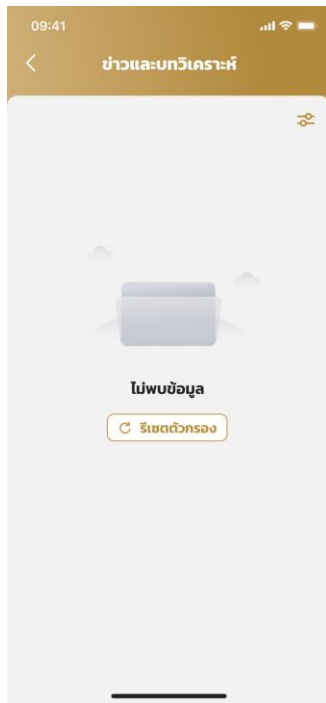 09:41
ข่าวและบทวิเคราะห์
ไม่พบข้อมูล
รีเซตตัวกรอง